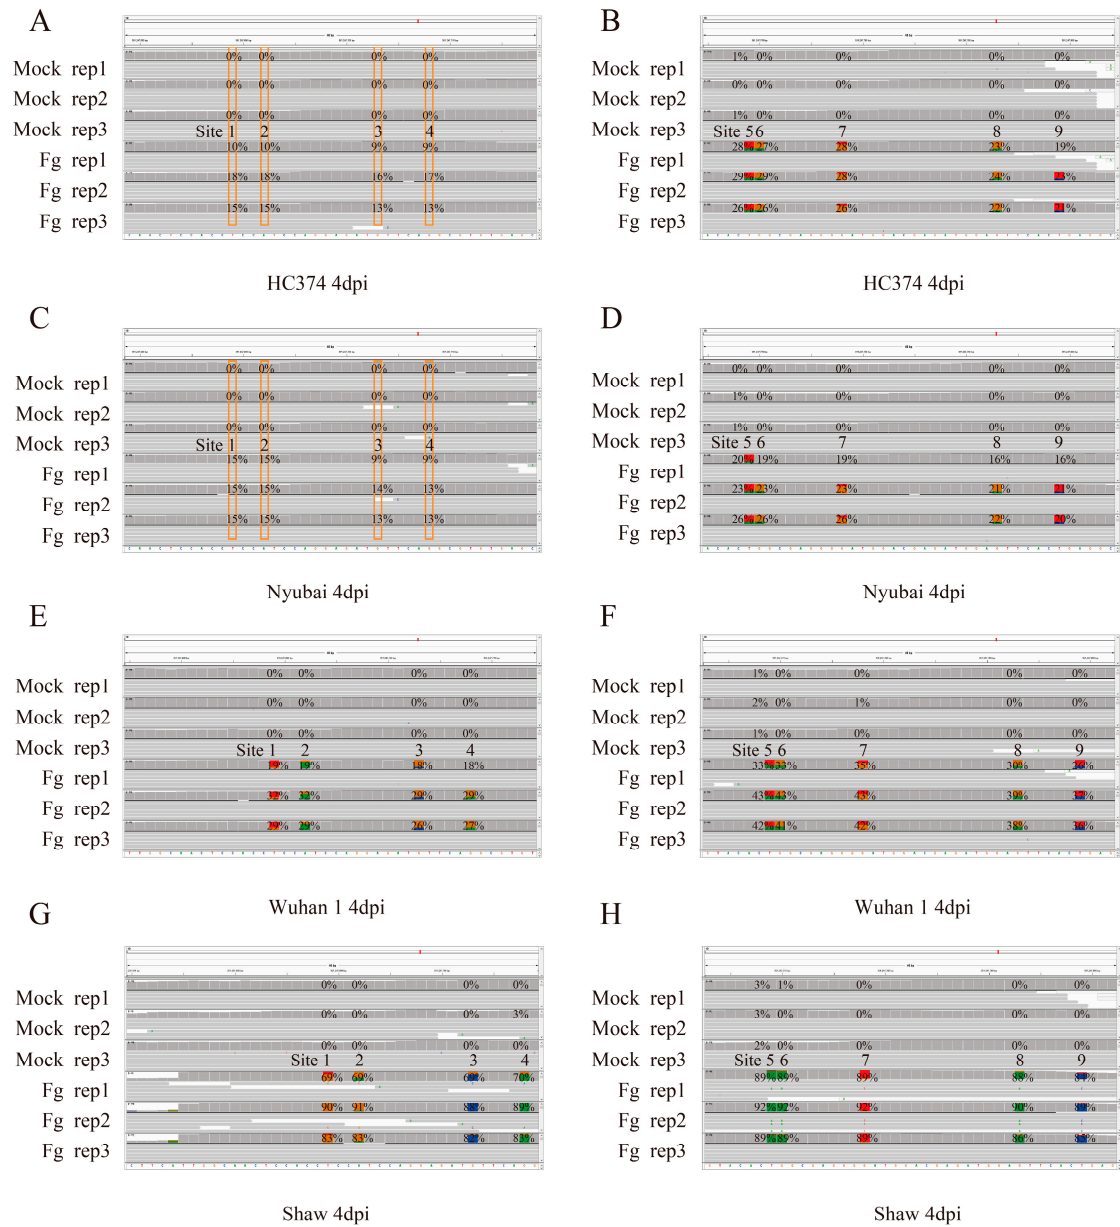 A
0% 0% 0% 0%
Mock rep1
0% 0% 0% 0%
Mock rep2
0% 0% 0% 0%
Mock rep3
Site 1 2 3 4
10% 10% 9% 9%
Fg rep1
18% 18% 16% 17%
Fg rep2
15% 15% 13% 13%
Fg rep3
HC374 4dpi
B
1% 0% 0% 0% 0%
Mock rep1
0% 0% 0% 0% 0%
Mock rep2
1% 0% 0% 0% 0%
Mock rep3
Site 5 6 7 8 9
28% 27% 28% 23% 19%
Fg rep1
29% 29% 28% 24% 23%
Fg rep2
26% 26% 26% 22% 21%
Fg rep3
HC374 4dpi
C
0% 0% 0% 0%
Mock rep1
0% 0% 0% 0%
Mock rep2
0% 0% 0% 0%
Mock rep3
Site 1 2 3 4
15% 15% 9% 9%
Fg rep1
15% 15% 14% 13%
Fg rep2
15% 15% 13% 13%
Fg rep3
Nyubai 4dpi
D
0% 0% 0% 0% 0%
Mock rep1
1% 0% 0% 0% 0%
Mock rep2
1% 0% 0% 0% 0%
Mock rep3
Site 5 6 7 8 9
20% 19% 19% 16% 16%
Fg rep1
23% 23% 23% 21% 21%
Fg rep2
26% 26% 26% 22% 20%
Fg rep3
Nyubai 4dpi
E
0% 0% 0% 0%
Mock rep1
0% 0% 0% 0%
Mock rep2
0% 0% 0% 0%
Mock rep3
Site 1 2 3 4
19% 19% 18% 18%
Fg rep1
32% 32% 29% 29%
Fg rep2
29% 29% 26% 27%
Fg rep3
Wuhan 1 4dpi
F
1% 0% 0% 0% 0%
Mock rep1
2% 0% 1% 0% 0%
Mock rep2
1% 0% 0% 0% 0%
Mock rep3
Site 5 6 7 8 9
33% 33% 35% 30% 26%
Fg rep1
43% 43% 43% 39% 37%
Fg rep2
42% 41% 42% 38% 36%
Fg rep3
Wuhan 1 4dpi
G
0% 0% 0% 0%
Mock rep1
0% 0% 0% 3%
Mock rep2
0% 0% 0% 0%
Mock rep3
Site 1 2 3 4
69% 69% 69% 70%
Fg rep1
90% 91% 88% 89%
Fg rep2
83% 83% 82% 83%
Fg rep3
Shaw 4dpi
H
3% 1% 0% 0% 0%
Mock rep1
3% 0% 0% 0%
Mock rep2
2% 0% 0% 0% 0%
Mock rep3
Site 5 6 7 8 9
89% 89% 89% 88% 84%
Fg rep1
92% 92% 92% 90% 89%
Fg rep2
89% 89% 89% 86% 85%
Fg rep3
Shaw 4dpi